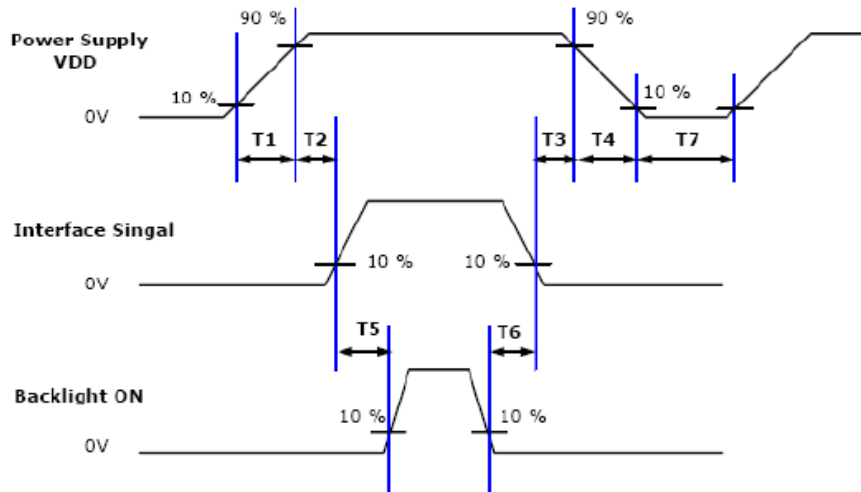 90 %
90 %
Power Supply
VDD
10 %
10 %
0V
T1
T2
T3
T4
T7
Interface Singal
10 %
10 %
0V
T5
T6
Backlight ON
10 %
10 %
0V